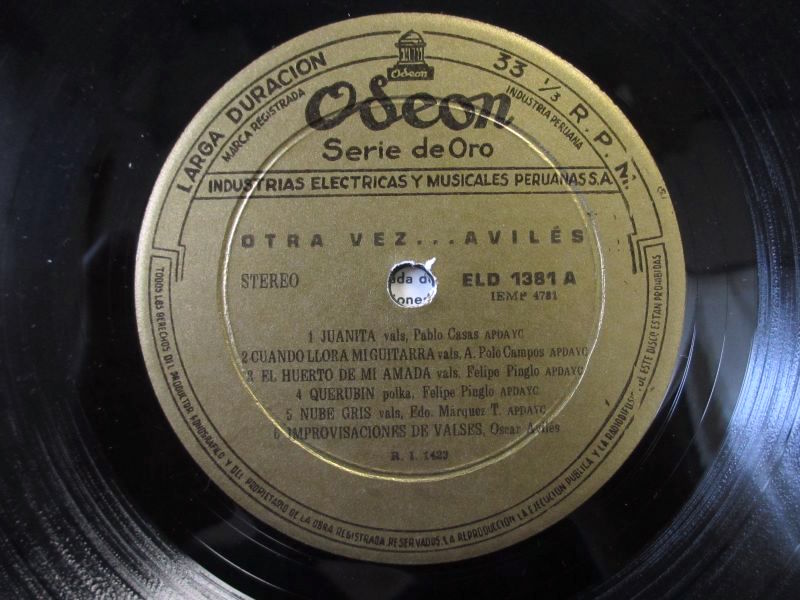 Odeon
LARGA DURACION
33 1/3 R.P.M.
MARCA REGISTRADA
INDUSTRIA PERUANA
Odeon
Serie de Oro
INDUSTRIAS ELECTRICAS Y MUSICALES PERUANAS S.A.
OTRA VEZ...AVILÉS
STEREO
ELD 1381 A
IEMP 4781
1 JUANITA vals, Pablo Casas APDAYC
2 CUANDO LLORA MI GUITARRA vals. A. Polo Campos APDAYC
3 EL HUERTO DE MI AMADA vals. Felipe Pinglo APDAYC
4 QUERUBIN polka, Felipe Pinglo APDAYC
5 NUBE GRIS vals, Edo. Márquez T. APDAYC
6 IMPROVISACIONES DE VALSES, Oscar Avilés
R. I. 1423
TODOS LOS DERECHOS DEL PRODUCTOR FONOGRAFICO Y DEL PROPIETARIO DE LA OBRA REGISTRADA, RESERVADOS. LA REPRODUCCION LA EJECUCION PUBLICA Y LA RADIODIFUSION DE ESTE DISCO ESTAN PROHIBIDAS